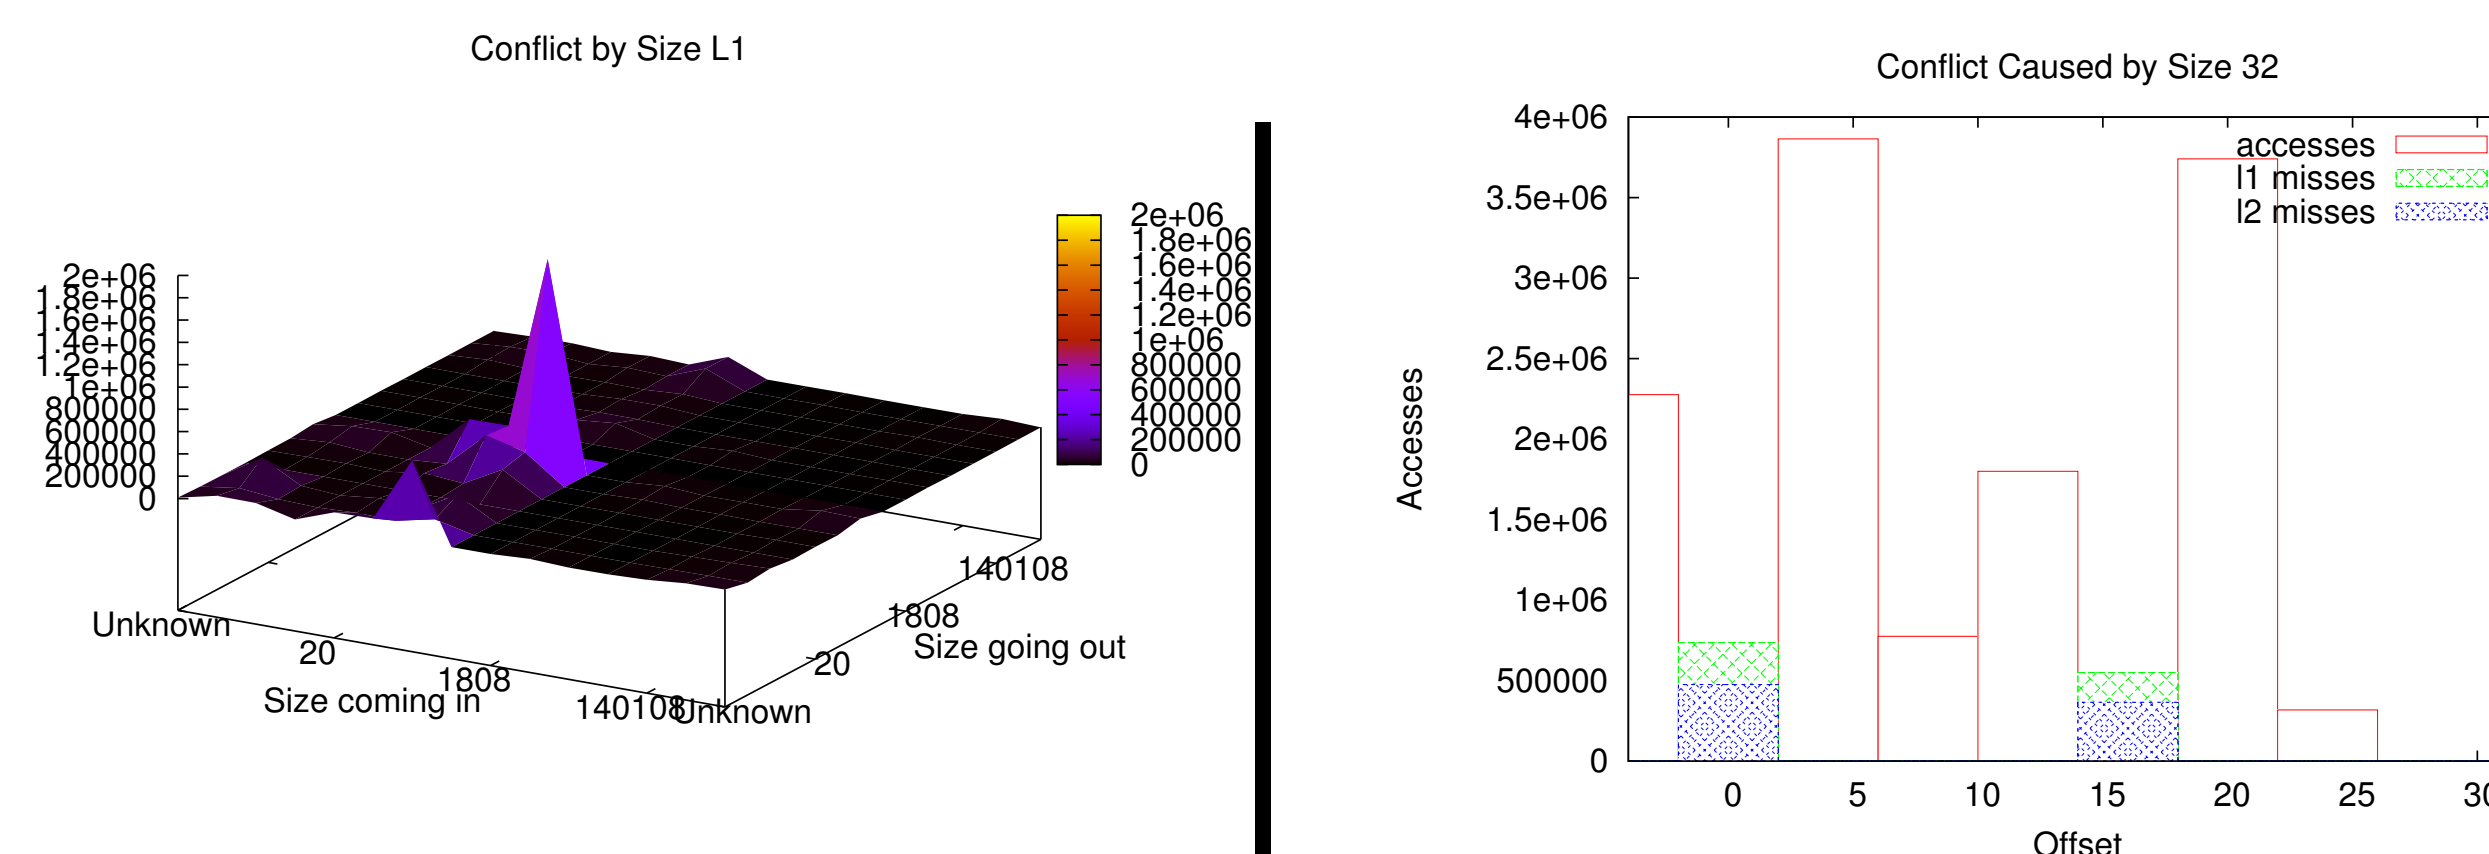 Conflict by Size L1
2e+06
1.8e+06
1.6e+06
1.4e+06
1.2e+06
1e+06
800000
600000
400000
200000
0
Unknown
20
1808
140108
Size coming in
Unknown
20
1808
140108
Size going out
2e+06
1.8e+06
1.6e+06
1.4e+06
1.2e+06
1e+06
800000
600000
400000
200000
0
Conflict Caused by Size 32
accesses
l1 misses
l2 misses
4e+06
3.5e+06
3e+06
2.5e+06
2e+06
1.5e+06
1e+06
500000
0
Accesses
0 5 10 15 20 25 30
Offset